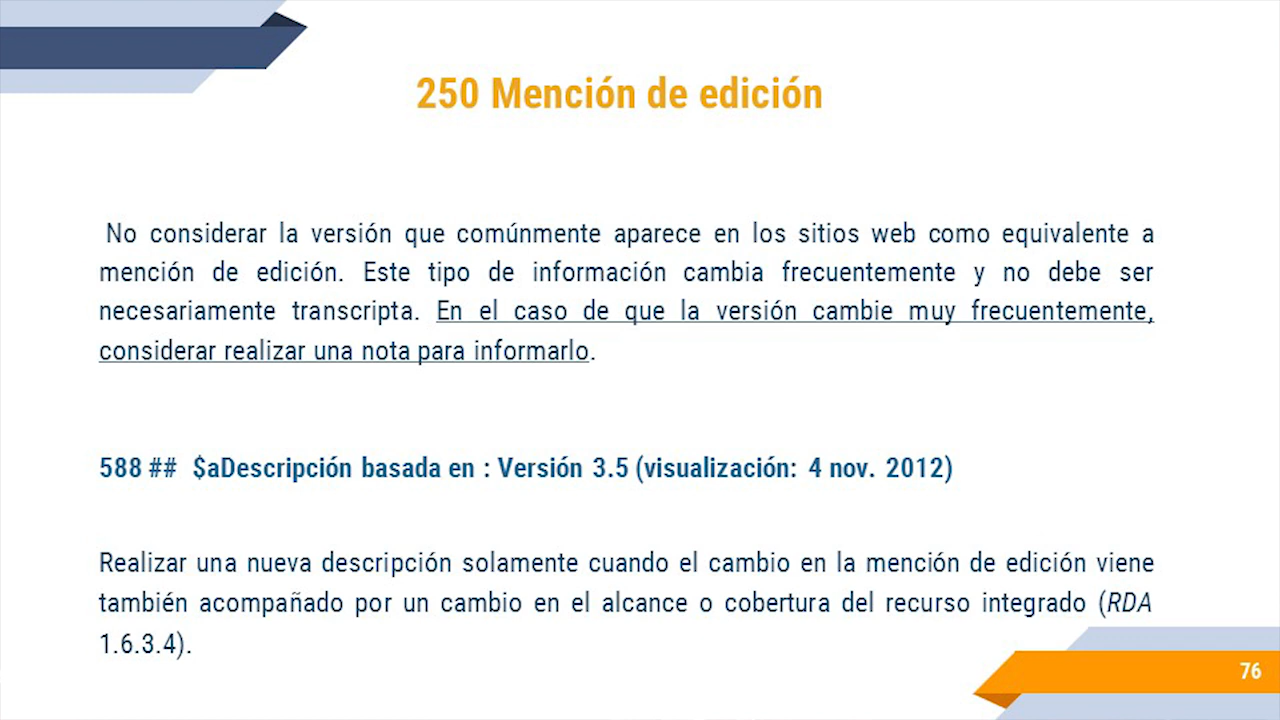 250 Mención de edición
No considerar la versión que comúnmente aparece en los sitios web como equivalente a
mención de edición. Este tipo de información cambia frecuentemente y no debe ser
necesariamente transcripta. En el caso de que la versión cambie muy frecuentemente,
considerar realizar una nota para informarlo.
588 ## $aDescripción basada en : Versión 3.5 (visualización: 4 nov. 2012)
Realizar una nueva descripción solamente cuando el cambio en la mención de edición viene
también acompañado por un cambio en el alcance o cobertura del recurso integrado (RDA
1.6.3.4).
76